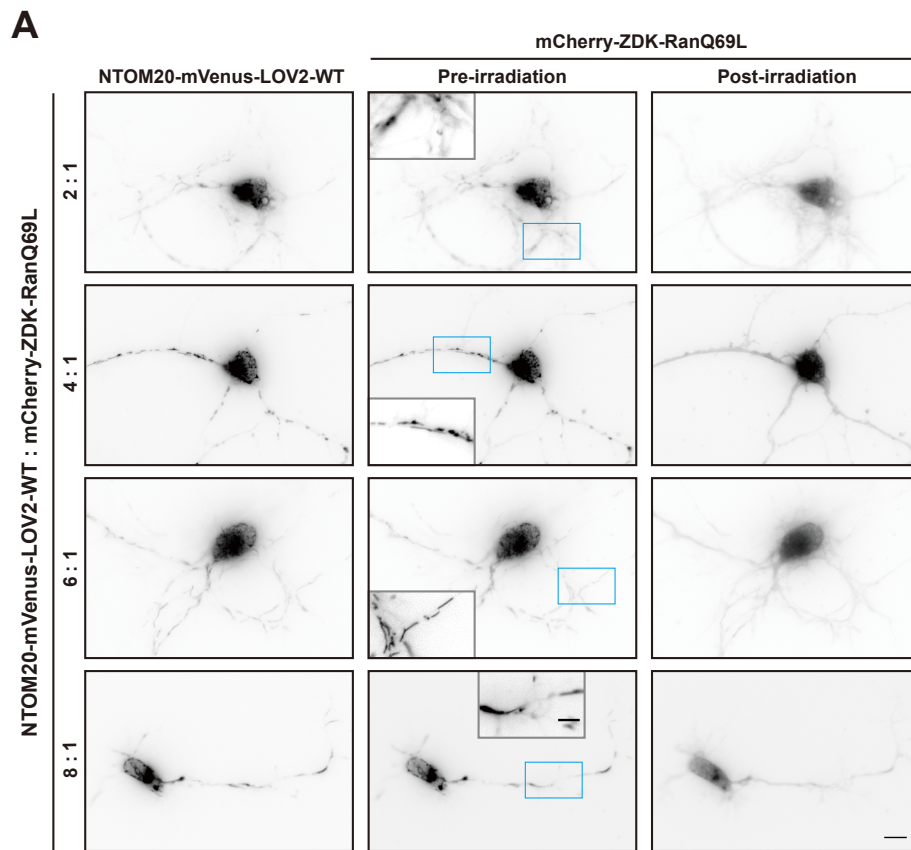 A
mCherry-ZDK-RanQ69L
NTOM20-mVenus-LOV2-WT
Pre-irradiation
Post-irradiation
NTOM20-mVenus-LOV2-WT : mCherry-ZDK-RanQ69L
2 : 1
4 : 1
6 : 1
8 : 1